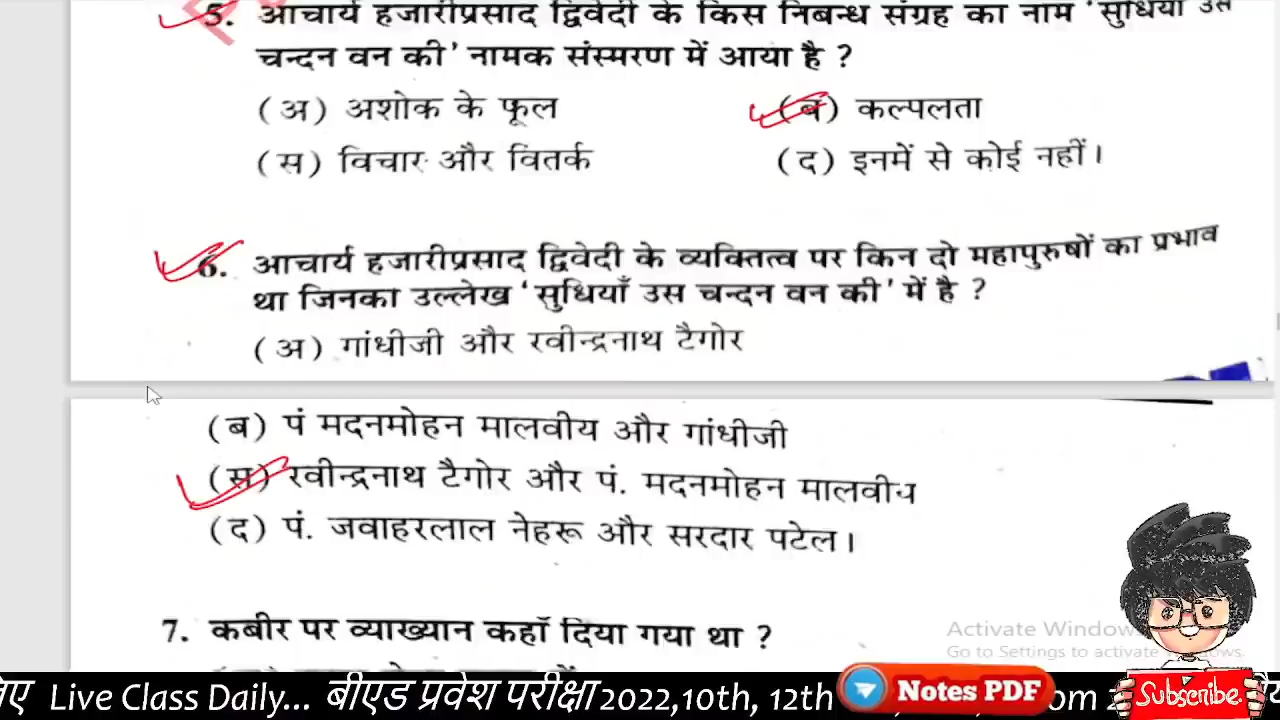 5. आचार्य हजारीप्रसाद द्विवेदी के किस निबन्ध संग्रह का नाम 'सुधियाँ उस
चन्दन वन की' नामक संस्मरण में आया है ?
(अ) अशोक के फूल (ब) कल्पलता
(स) विचार और वितर्क (द) इनमें से कोई नहीं।
6. आचार्य हजारीप्रसाद द्विवेदी के व्यक्तित्व पर किन दो महापुरुषों का प्रभाव
था जिनका उल्लेख 'सुधियाँ उस चन्दन वन की' में है ?
(अ) गांधीजी और रवीन्द्रनाथ टैगोर
(ब) पं मदनमोहन मालवीय और गांधीजी
(स) रवीन्द्रनाथ टैगोर और पं. मदनमोहन मालवीय
(द) पं. जवाहरलाल नेहरू और सरदार पटेल।
7. कबीर पर व्याख्यान कहाँ दिया गया था ?
Activate Windows
Go to Settings to activate Windows.
Live Class Daily... बीएड प्रवेश परीक्षा 2022,10th, 12th
Notes PDF
Subscribe